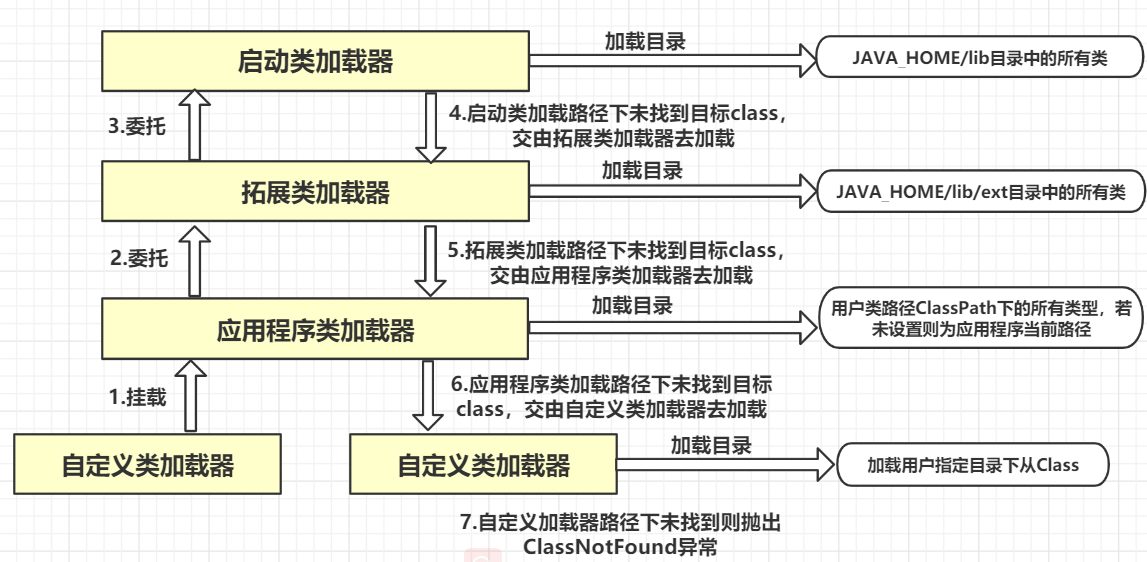 启动类加载器
加载目录
JAVA_HOME/lib目录中的所有类
3.委托
4.启动类加载路径下未找到目标class，
交由拓展类加载器去加载
拓展类加载器
加载目录
JAVA_HOME/lib/ext目录中的所有类
2.委托
5.拓展类加载路径下未找到目标class，
交由应用程序类加载器去加载
应用程序类加载器
加载目录
用户类路径ClassPath下的所有类型，若
未设置则为应用程序当前路径
1.挂载
6.应用程序类加载路径下未找到目标
class，交由自定义类加载器去加载
自定义类加载器
自定义类加载器
加载目录
加载用户指定目录下从Class
7.自定义加载器路径下未找到则抛出
ClassNotFound异常